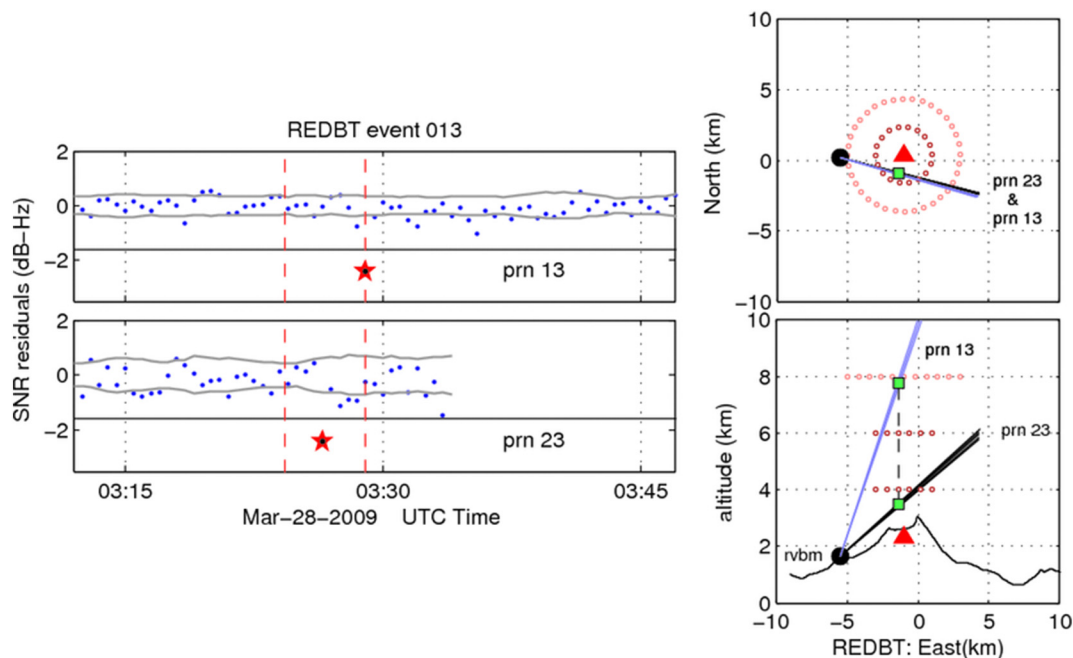 REDBT event 013
SNR residuals (dB-Hz)
2
0
-2
prn 13
2
0
-2
prn 23
03:15
03:30
03:45
Mar-28-2009 UTC Time
North (km)
10
5
0
-5
-10
prn 23
&
prn 13
altitude (km)
10
8
6
4
2
0
prn 13
prn 23
rvbm
-10
-5
0
5
10
REDBT: East(km)